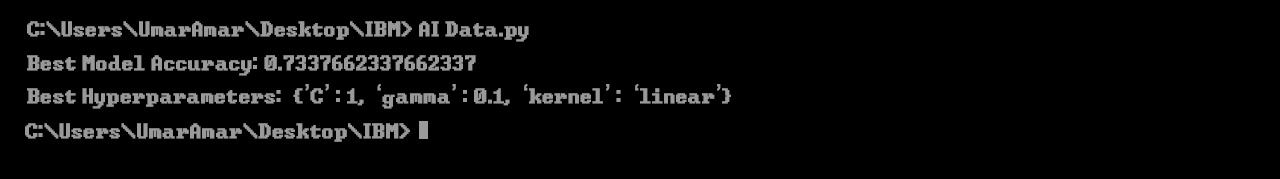 C:\Users\UmarAmar\Desktop\IBM> AI Data.py
Best Model Accuracy: 0.7337662337662337
Best Hyperparameters: {'C':1, ‘gamma’:0.1, ‘kernel’: ‘linear’}
C:\Users\UmarAmar\Desktop\IBM>